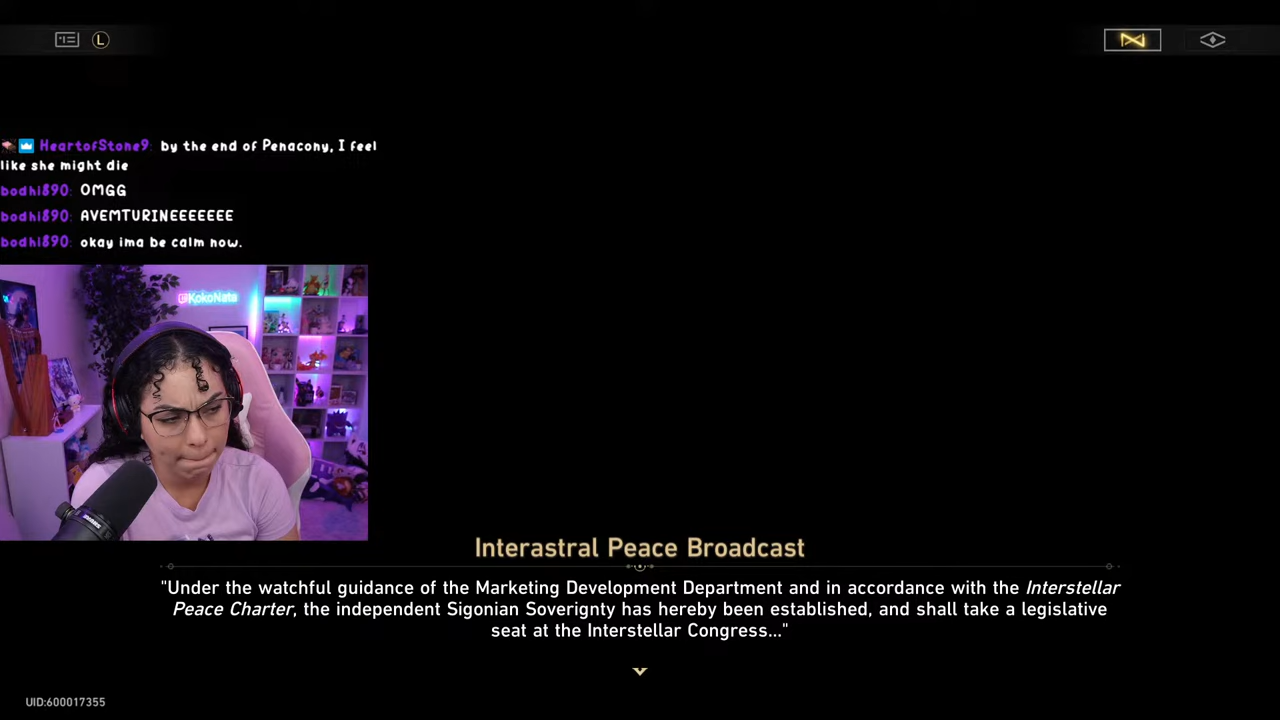 L
HeartofStone9: by the end of Penacony, I feel
like she might die
bodhi890: OMGG
bodhi890: AVEMTURINEEEEEEE
bodhi890: okay ima be calm now.
@KokoNata
Interastral Peace Broadcast
"Under the watchful guidance of the Marketing Development Department and in accordance with the Interstellar
Peace Charter, the independent Sigonian Soverignty has hereby been established, and shall take a legislative
seat at the Interstellar Congress..."
UID:600017355